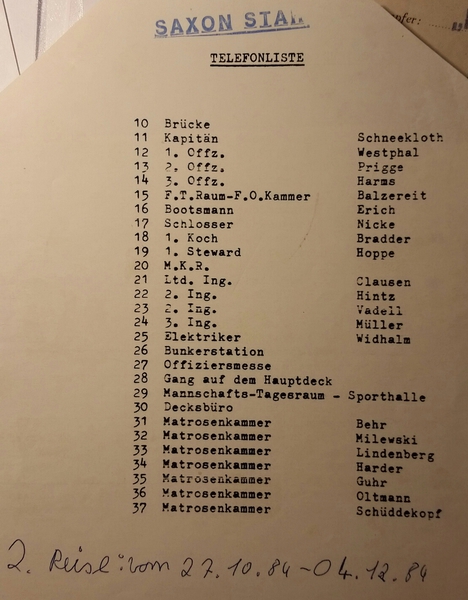 SAXON STAR
TELEFONLISTE
10 Brücke
11 Kapitän Schneekloth
12 1. Offz. Westphal
13 2. Offz. Prigge
14 3. Offz. Harms
15 F.T.Raum-F.O.Kammer Balzereit
16 Bootsmann Erich
17 Schlosser Nicke
18 1. Koch Bradder
19 1. Steward Hoppe
20 M.K.R.
21 Ltd. Ing. Clausen
22 2. Ing. Hintz
23 2. Ing. Vadell
24 3. Ing. Müller
25 Elektriker Widhalm
26 Bunkerstation
27 Offiziersmesse
28 Gang auf dem Hauptdeck
29 Mannschafts-Tagesraum - Sporthalle
30 Decksbüro
31 Matrosenkammer Behr
32 Matrosenkammer Milewski
33 Matrosenkammer Lindenberg
34 Matrosenkammer Harder
35 Matrosenkammer Guhr
36 Matrosenkammer Oltmann
37 Matrosenkammer Schüddekopf
2. Reise: vom 27.10.84-04.12.84